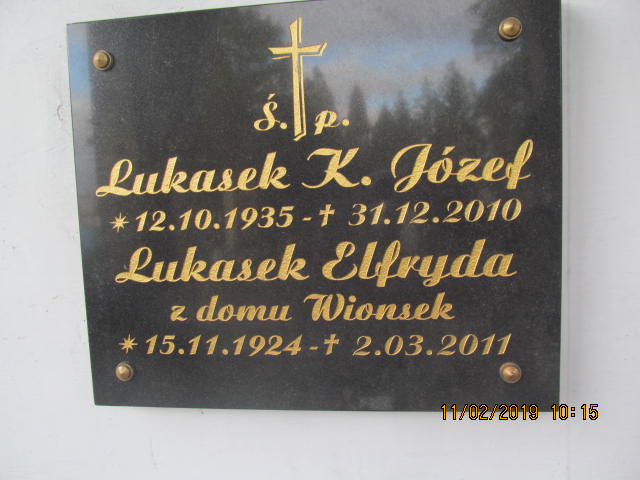 Ś. p.
Lukasek K. Józef
* 12.10.1935 - † 31.12.2010
Lukasek Elfryda
z domu Wionsek
* 15.11.1924 - † 2.03.2011
11/02/2019 10:15